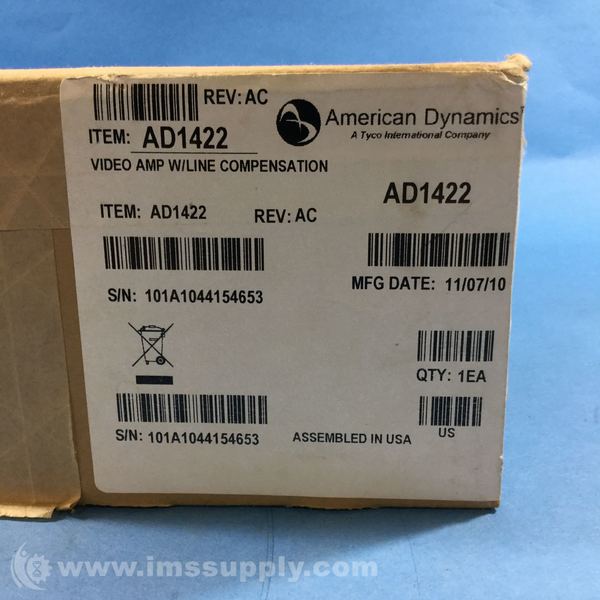 REV: AC
American Dynamics
ITEM: AD1422
A Tyco International Company
VIDEO AMP W/LINE COMPENSATION
AD1422
ITEM: AD1422 REV: AC
MFG DATE: 11/07/10
S/N: 101A1044154653
QTY: 1EA
US
S/N: 101A1044154653
ASSEMBLED IN USA
www.imssupply.com